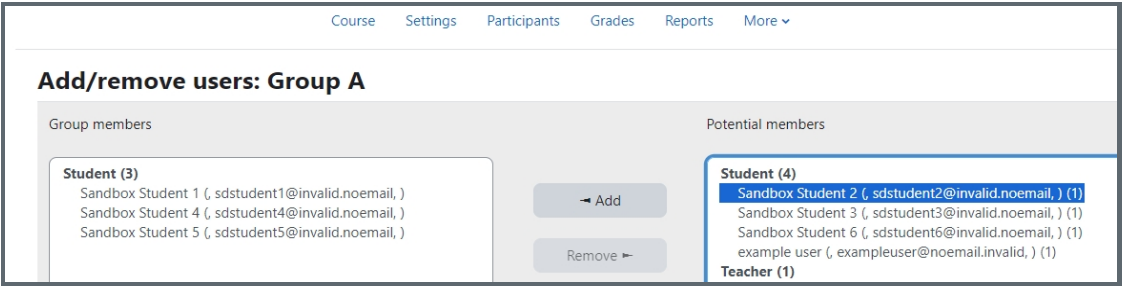 Course Settings Participants Grades Reports More
Add/remove users: Group A
Group members
Potential members
Student (3)
Sandbox Student 1 (, sdstudent1@invalid.noemail, )
Sandbox Student 4 (, sdstudent4@invalid.noemail, )
Sandbox Student 5 (, sdstudent5@invalid.noemail, )
◄ Add
Remove ►
Student (4)
Sandbox Student 2 (, sdstudent2@invalid.noemail, ) (1)
Sandbox Student 3 (, sdstudent3@invalid.noemail, ) (1)
Sandbox Student 6 (, sdstudent6@invalid.noemail, ) (1)
example user (, exampleuser@noemail.invalid, ) (1)
Teacher (1)